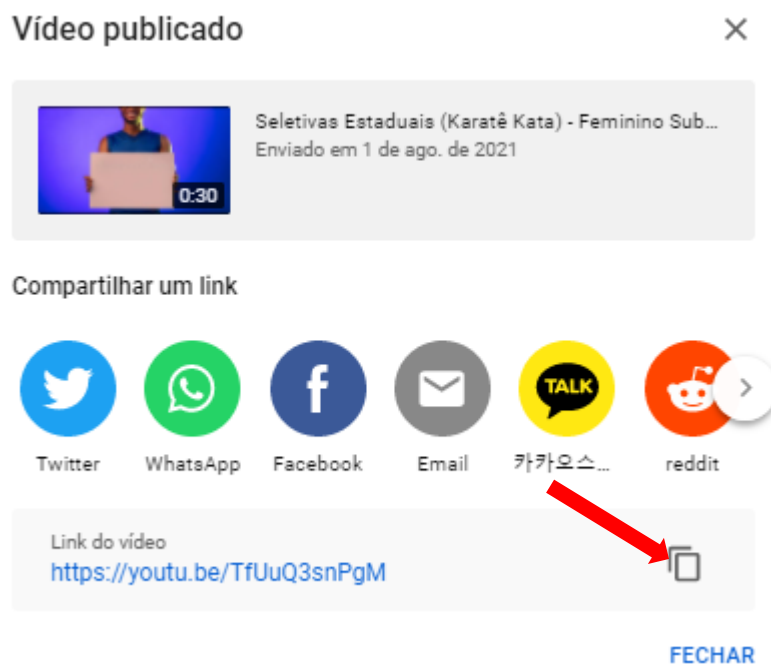 Vídeo publicado
Seletivas Estaduais (Karatê Kata) - Feminino Sub...
Enviado em 1 de ago. de 2021
0:30
Compartilhar um link
TALK
Twitter WhatsApp Facebook Email 카카오스... reddit
Link do vídeo
https://youtu.be/TfUuQ3snPgM
FECHAR